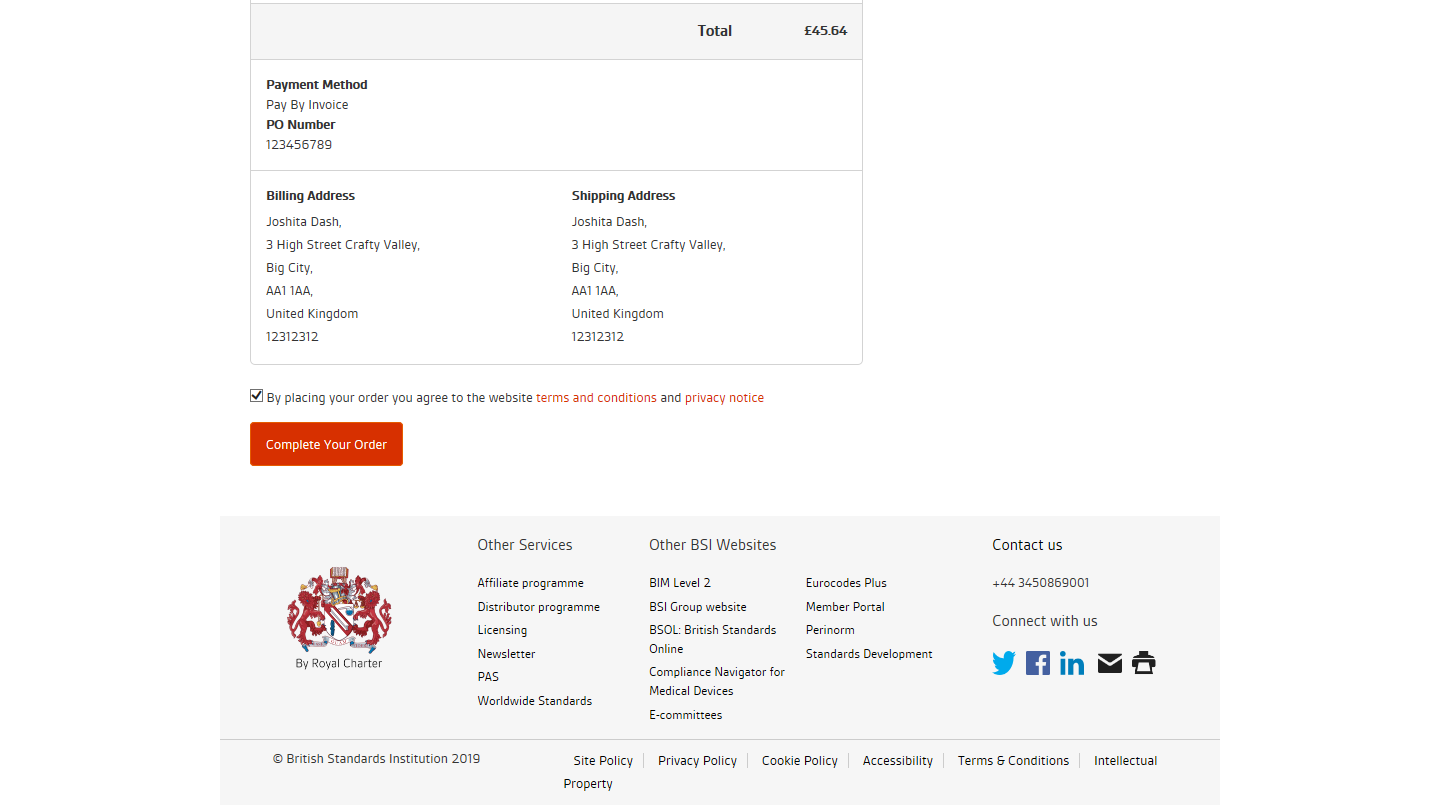 Total £45.64
Payment Method
Pay By Invoice
PO Number
123456789
Billing Address
Joshita Dash,
3 High Street Crafty Valley,
Big City,
AA1 1AA,
United Kingdom
12312312
Shipping Address
Joshita Dash,
3 High Street Crafty Valley,
Big City,
AA1 1AA,
United Kingdom
12312312
By placing your order you agree to the website terms and conditions and privacy notice
Complete Your Order
By Royal Charter
Other Services
Affiliate programme
Distributor programme
Licensing
Newsletter
PAS
Worldwide Standards
Other BSI Websites
BIM Level 2
BSI Group website
BSOL: British Standards
Online
Compliance Navigator for
Medical Devices
E-committees
Eurocodes Plus
Member Portal
Perinorm
Standards Development
Contact us
+44 3450869001
Connect with us
© British Standards Institution 2019
Site Policy Privacy Policy Cookie Policy Accessibility Terms & Conditions Intellectual
Property